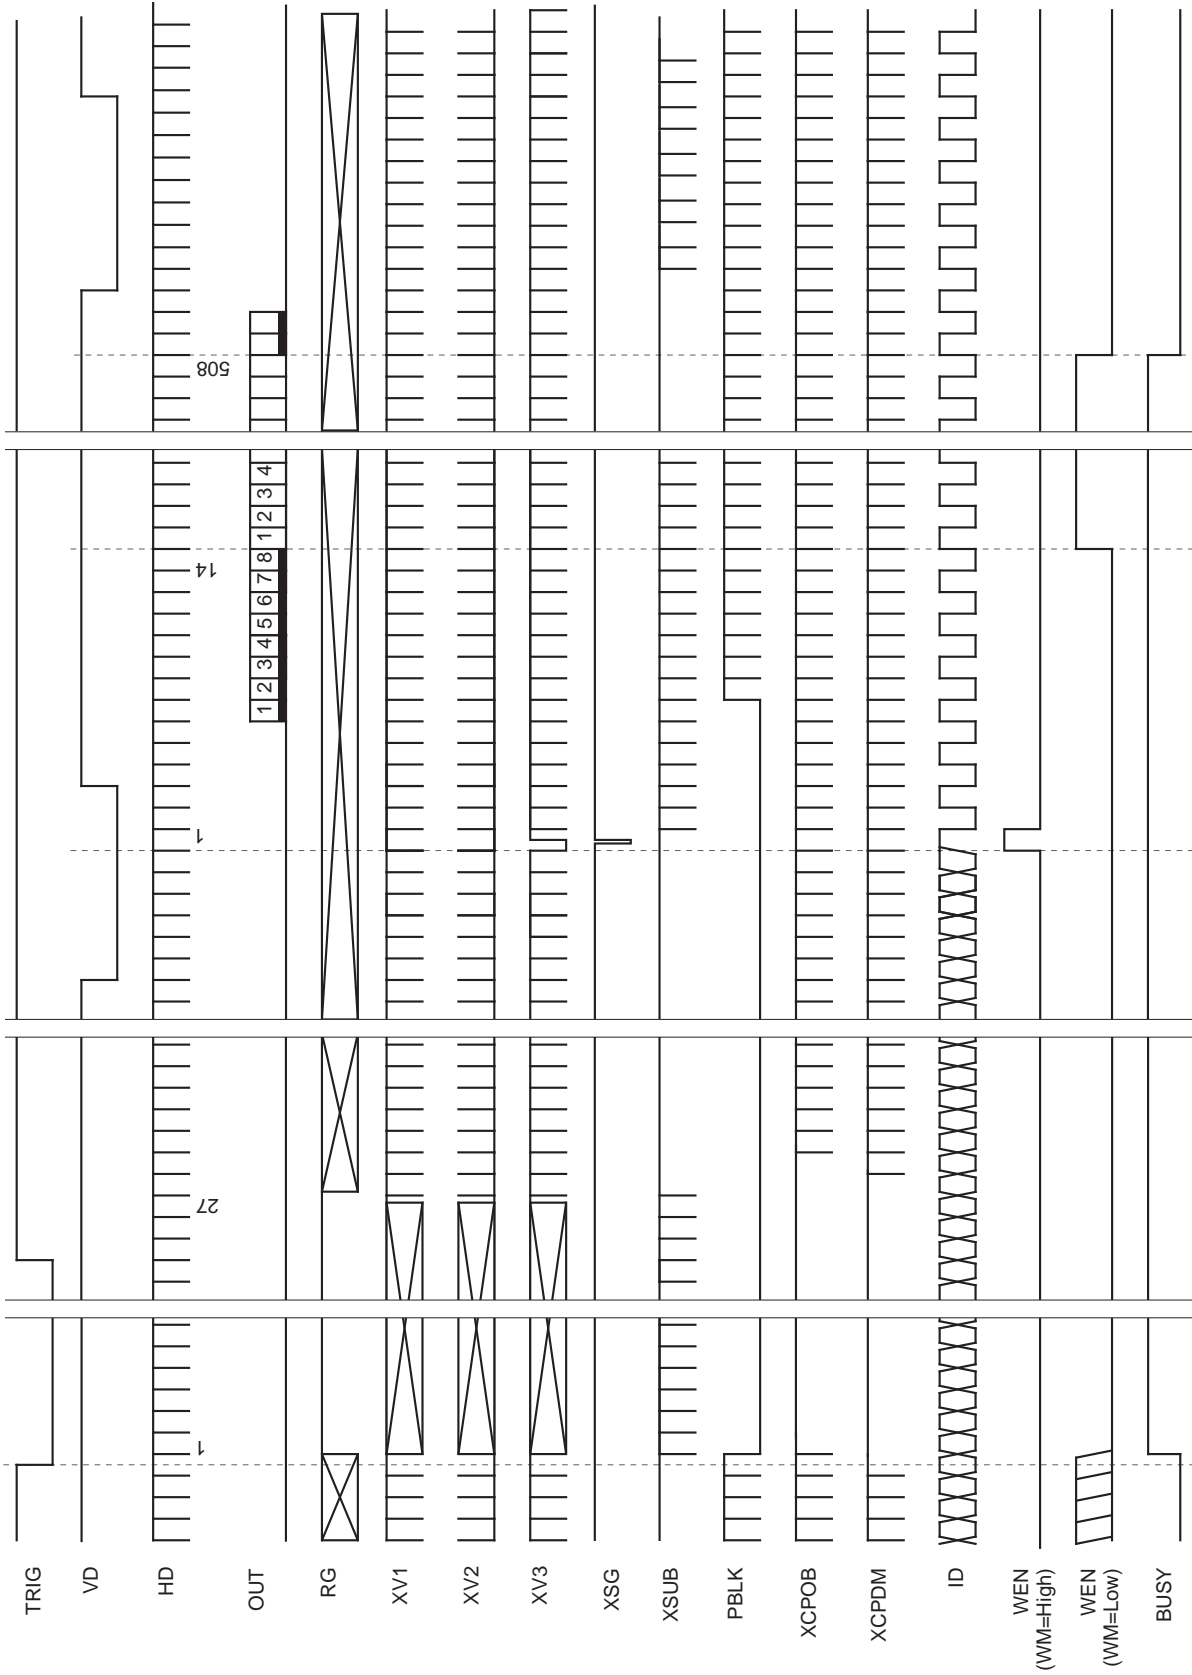 TRIG
VD
HD
OUT
RG
XV1
XV2
XV3
XSG
XSUB
PBLK
XCPOB
XCPDM
ID
WEN
(WM=High)
WEN
(WM=Low)
BUSY
1
27
1
14
508
1 2 3 4 5 6 7 8 1 2 3 4